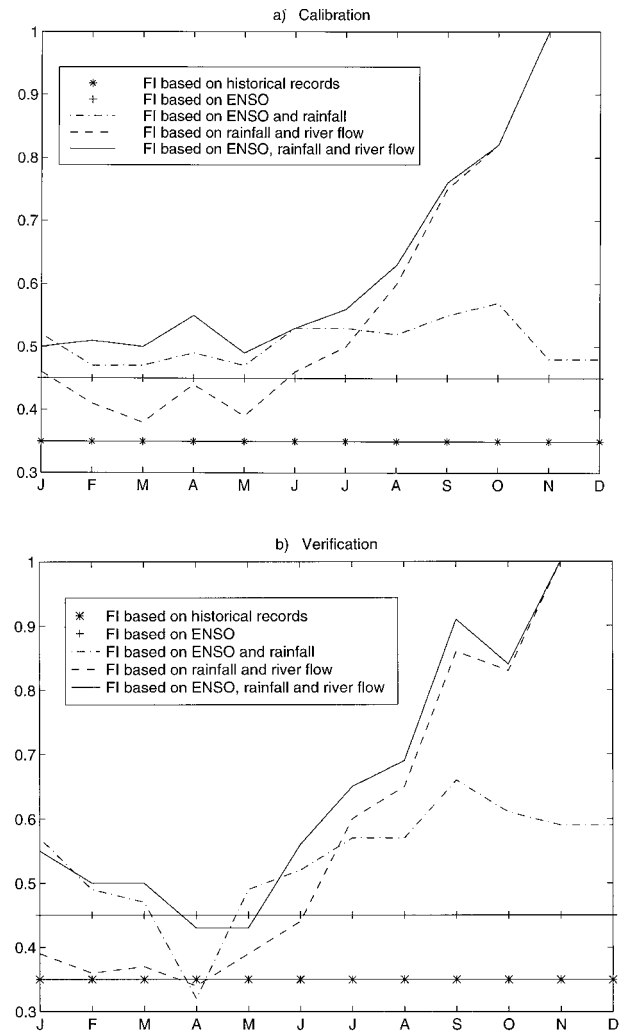 a) Calibration
1
FI based on historical records
FI based on ENSO
0.9
FI based on ENSO and rainfall
FI based on rainfall and river flow
FI based on ENSO, rainfall and river flow
0.8
0.7
0.6
0.5
0.4
0.3
J F M A M J J A S O N D
b) Verification
1
FI based on historical records
FI based on ENSO
0.9
FI based on ENSO and rainfall
FI based on rainfall and river flow
FI based on ENSO, rainfall and river flow
0.8
0.7
0.6
0.5
0.4
0.3
J F M A M J J A S O N D